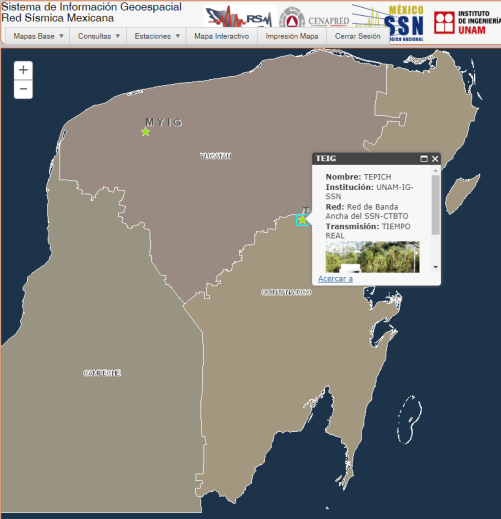 Sistema de Información Geoespacial
Red Sísmica Mexicana
RSM
CENAPRED
MÉXICO
SSN
INSTITUTO
DE INGENIERÍA
UNAM
Mapas Base
Consultas
Estaciones
Mapa Interactivo
Impresión Mapa
Cerrar Sesión
+
−
MYIG
YUCATAN
TEIG
Nombre: TEPICH
Institución: UNAM-IG-
SSN
Red: Red de Banda
Ancha del SSN-CTBTO
Transmisión: TIEMPO
REAL
Acercar a
QUINTANA ROO
CAMPECHE